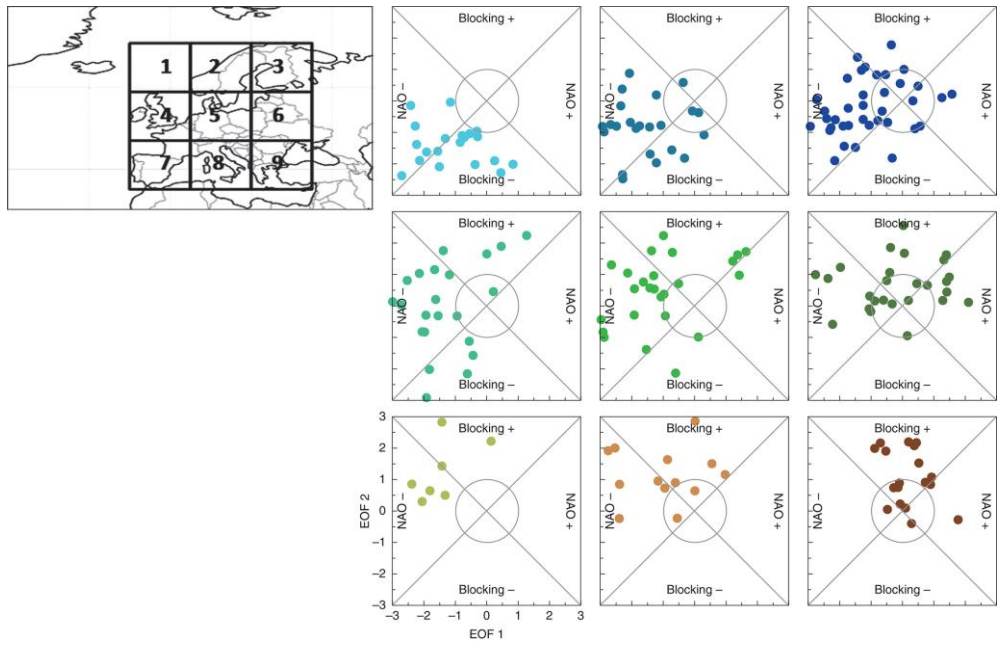 1 2 3
4 5 6
7 8 9
Blocking +
NAO –
NAO +
Blocking –
Blocking +
NAO –
NAO +
Blocking –
Blocking +
NAO –
NAO +
Blocking –
Blocking +
NAO –
NAO +
Blocking –
Blocking +
NAO –
NAO +
Blocking –
Blocking +
NAO –
NAO +
Blocking –
3
2
1
0
–1
–2
–3
EOF 2
Blocking +
NAO –
NAO +
Blocking –
–3 –2 –1 0 1 2 3
EOF 1
Blocking +
NAO –
NAO +
Blocking –
Blocking +
NAO –
NAO +
Blocking –